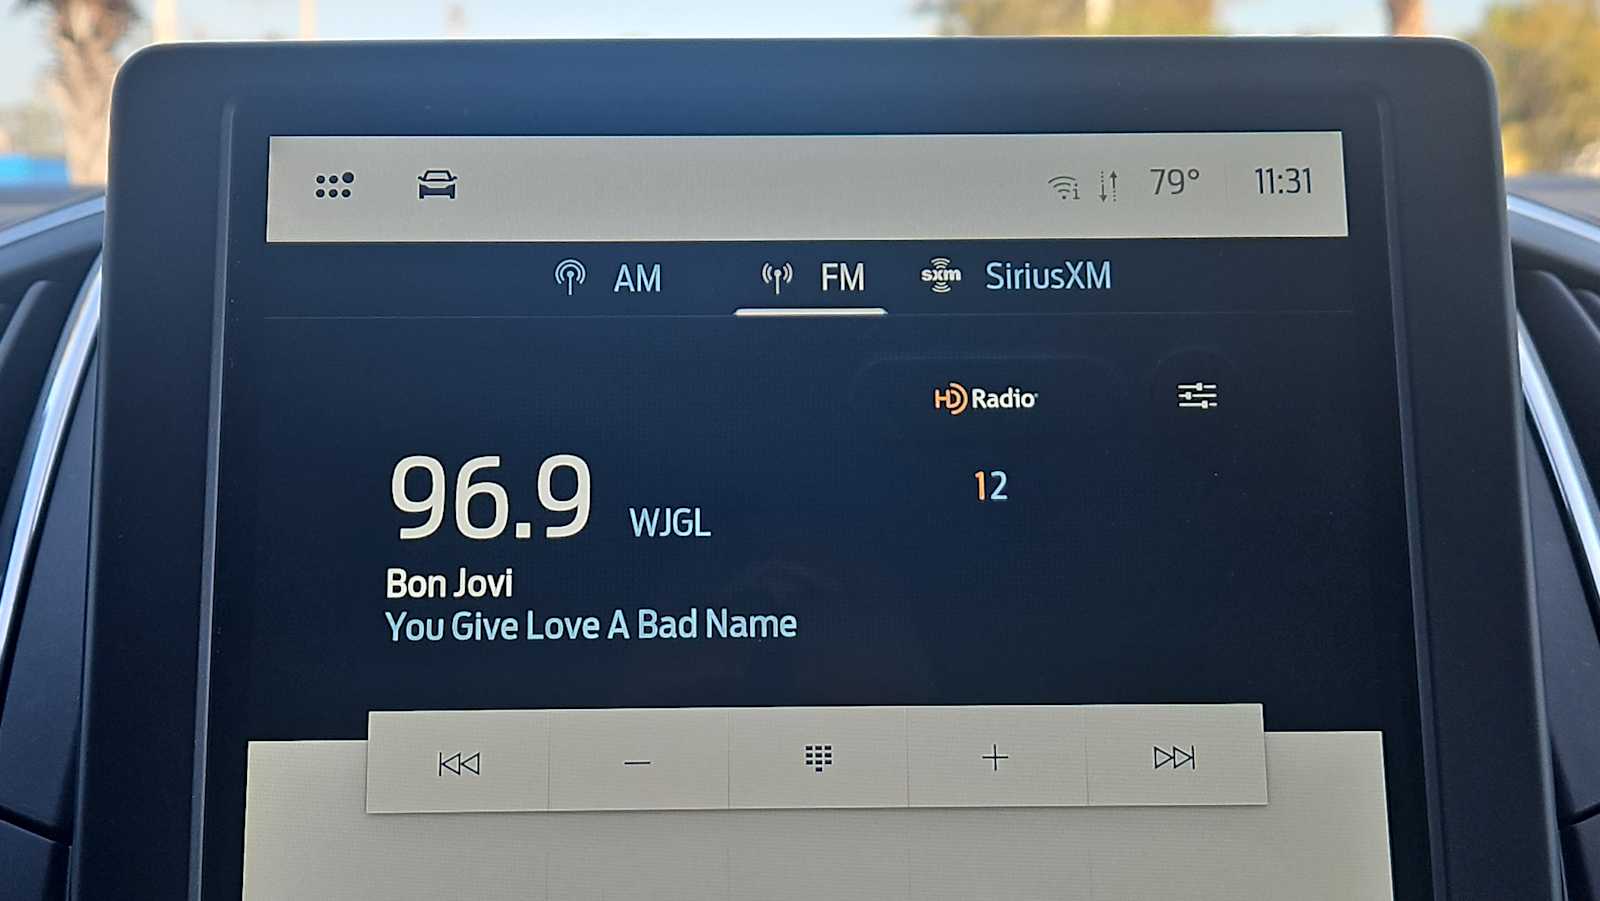 79° 11:31
AM FM sxm SiriusXM
HD Radio
96.9 WJGL
12
Bon Jovi
You Give Love A Bad Name